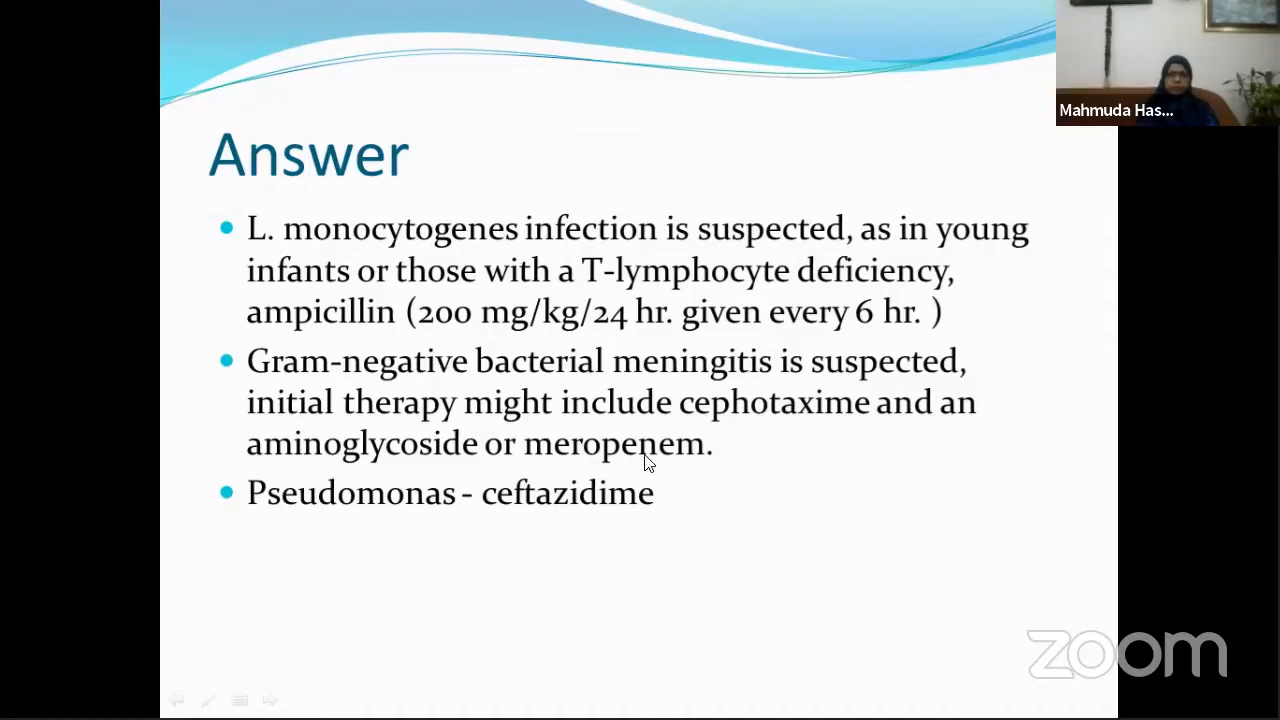 Mahmuda Has...
Answer
• L. monocytogenes infection is suspected, as in young
infants or those with a T-lymphocyte deficiency,
ampicillin (200 mg/kg/24 hr. given every 6 hr. )
• Gram-negative bacterial meningitis is suspected,
initial therapy might include cephotaxime and an
aminoglycoside or meropenem.
• Pseudomonas - ceftazidime
zoom